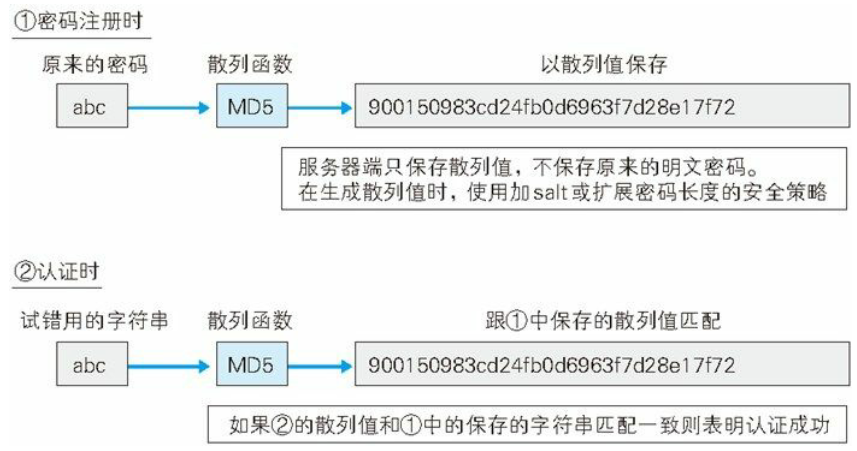 ①密码注册时
原来的密码 散列函数 以散列值保存
abc MD5 900150983cd24fb0d6963f7d28e17f72
服务器端只保存散列值，不保存原来的明文密码。
在生成散列值时，使用加salt或扩展密码长度的安全策略
②认证时
试错用的字符串 散列函数 跟①中保存的散列值匹配
abc MD5 900150983cd24fb0d6963f7d28e17f72
如果②的散列值和①中的保存的字符串匹配一致则表明认证成功